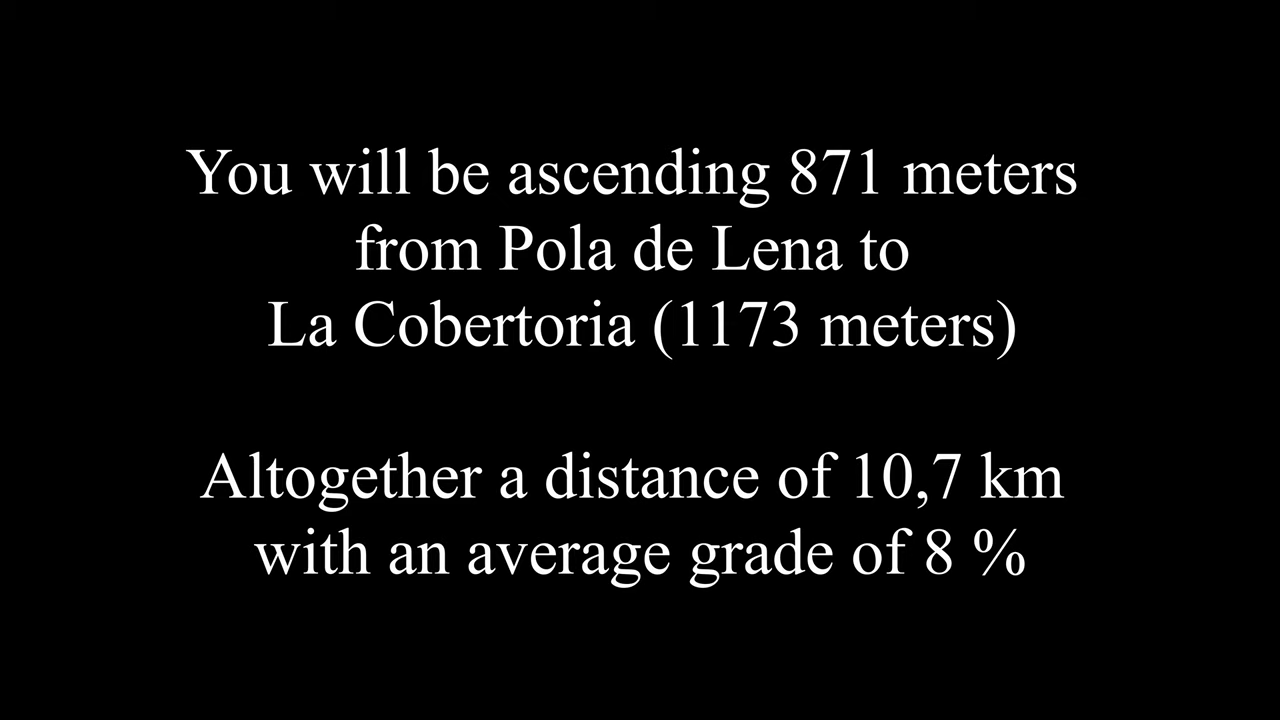 You will be ascending 871 meters
from Pola de Lena to
La Cobertoria (1173 meters)
Altogether a distance of 10,7 km
with an average grade of 8 %